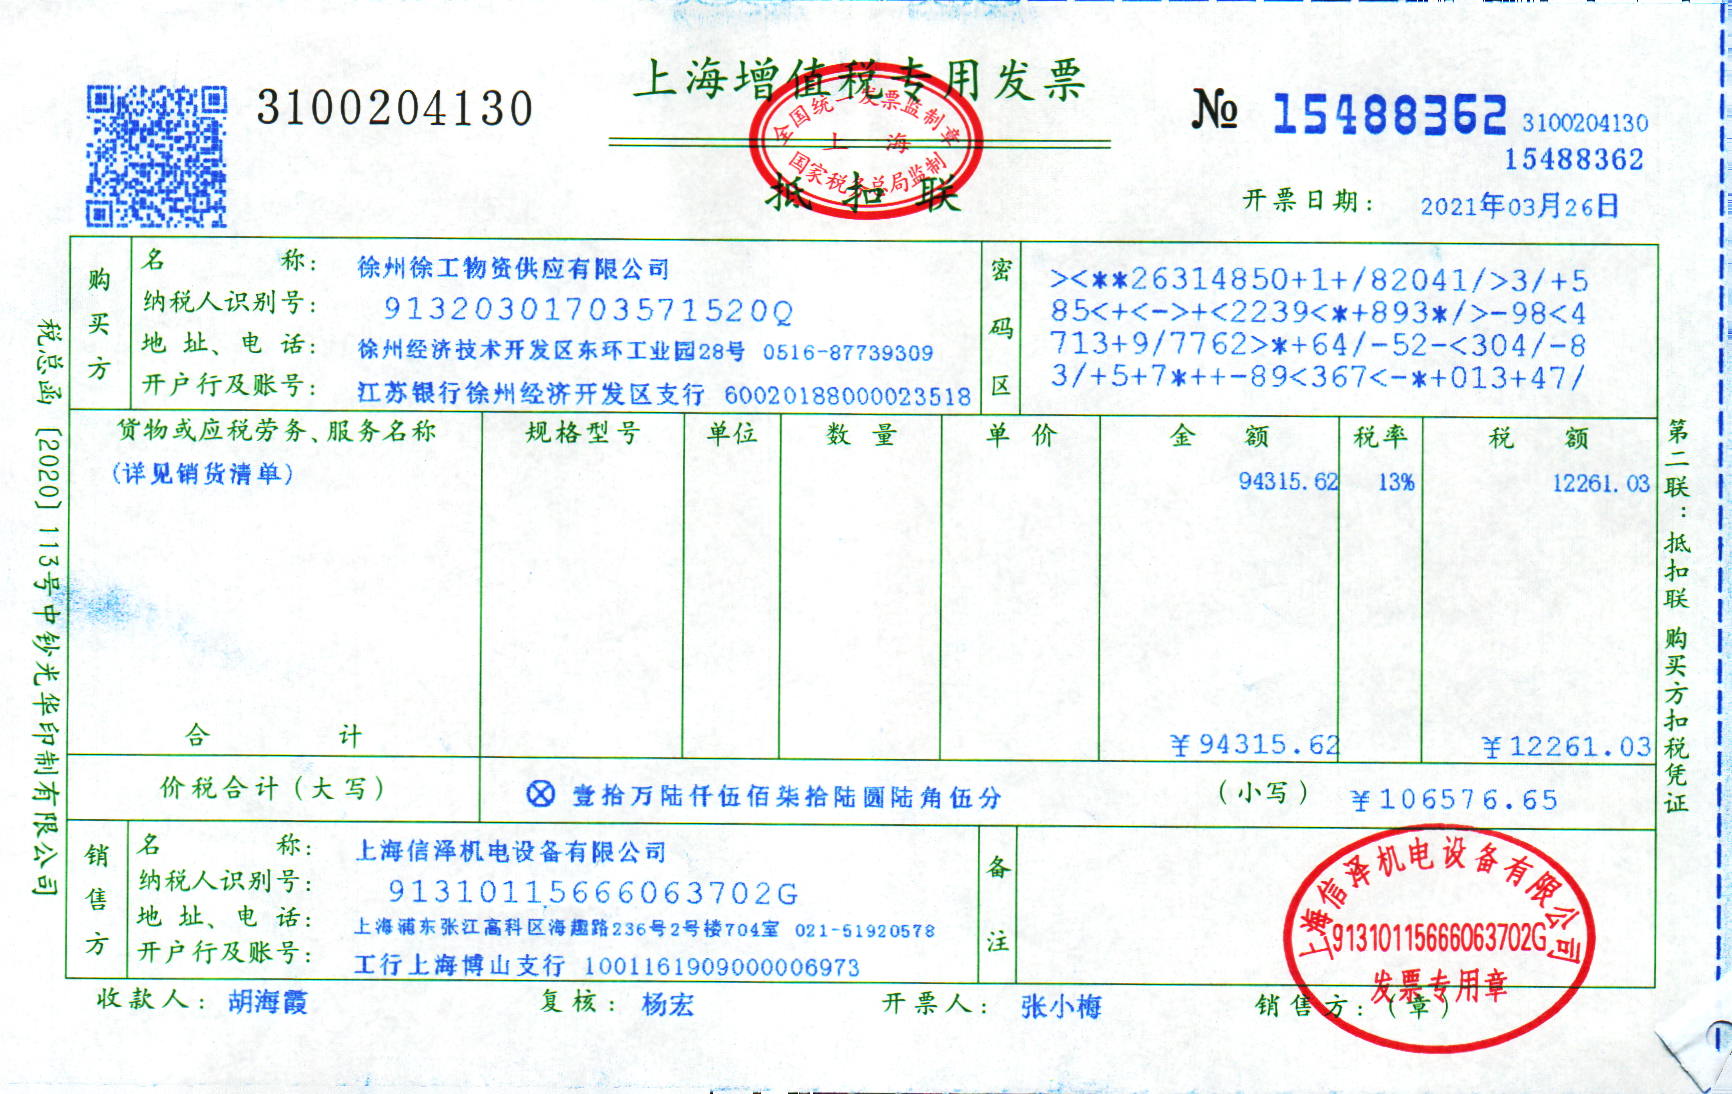 3100204130
上海增值税专用发票
全国统一发票监制章
上海
国家税务总局监制
抵扣联
№ 15488362
3100204130
15488362
开票日期： 2021年03月26日
购买方
名称： 徐州徐工物资供应有限公司
纳税人识别号： 91320301703571520Q
地址、电话： 徐州经济技术开发区东环工业园28号 0516-87739309
开户行及账号： 江苏银行徐州经济开发区支行 60020188000023518
密码区
><**26314850+1+/82041/>3/+5
85<+<->+<2239<*+893*/>-98<4
713+9/7762>*+64/-52-<304/-8
3/+5+7*++-89<367<-*+013+47/
货物或应税劳务、服务名称 规格型号 单位 数量 单价 金额 税率 税额
(详见销货清单) 94315.62 13% 12261.03
合计 ￥94315.62 ￥12261.03
价税合计（大写） ⊗ 壹拾万陆仟伍佰柒拾陆圆陆角伍分 （小写） ￥106576.65
销售方
名称： 上海信泽机电设备有限公司
纳税人识别号： 91310115666063702G
地址、电话： 上海浦东张江高科区海趣路236号2号楼704室 021-51920578
开户行及账号： 工行上海博山支行 1001161909000006973
备注
上海信泽机电设备有限公司
91310115666063702G
发票专用章
收款人： 胡海霞 复核： 杨宏 开票人： 张小梅 销售方：（章）
税总函〔2020〕113号中钞光华印制有限公司
第二联：抵扣联 购买方扣税凭证